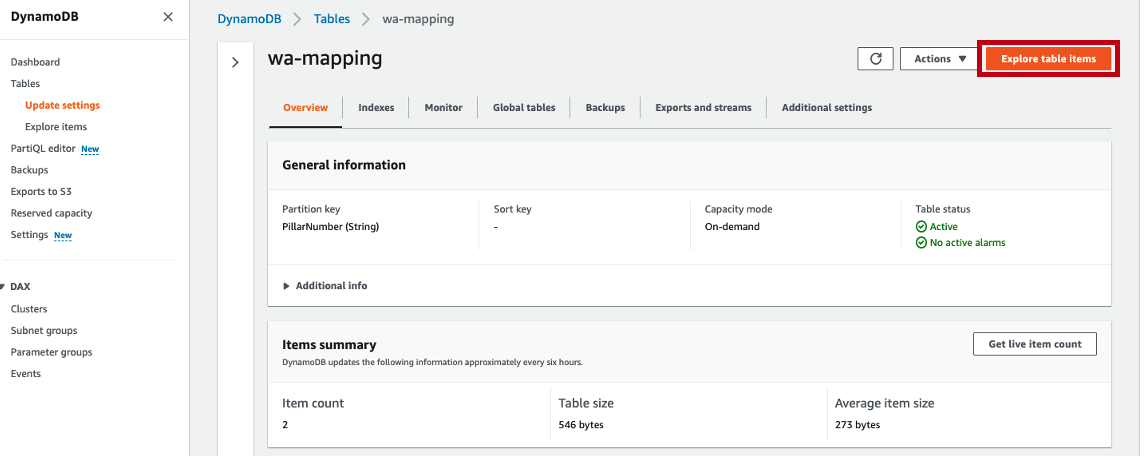 DynamoDB
Dashboard
Tables
Update settings
Explore items
PartiQL editor New
Backups
Exports to S3
Reserved capacity
Settings New
DAX
Clusters
Subnet groups
Parameter groups
Events
DynamoDB Tables wa-mapping
wa-mapping
Actions Explore table items
Overview Indexes Monitor Global tables Backups Exports and streams Additional settings
General information
Partition key Sort key Capacity mode Table status
PillarNumber (String) - On-demand Active
No active alarms
Additional info
Items summary
Get live item count
DynamoDB updates the following information approximately every six hours.
Item count Table size Average item size
2 546 bytes 273 bytes